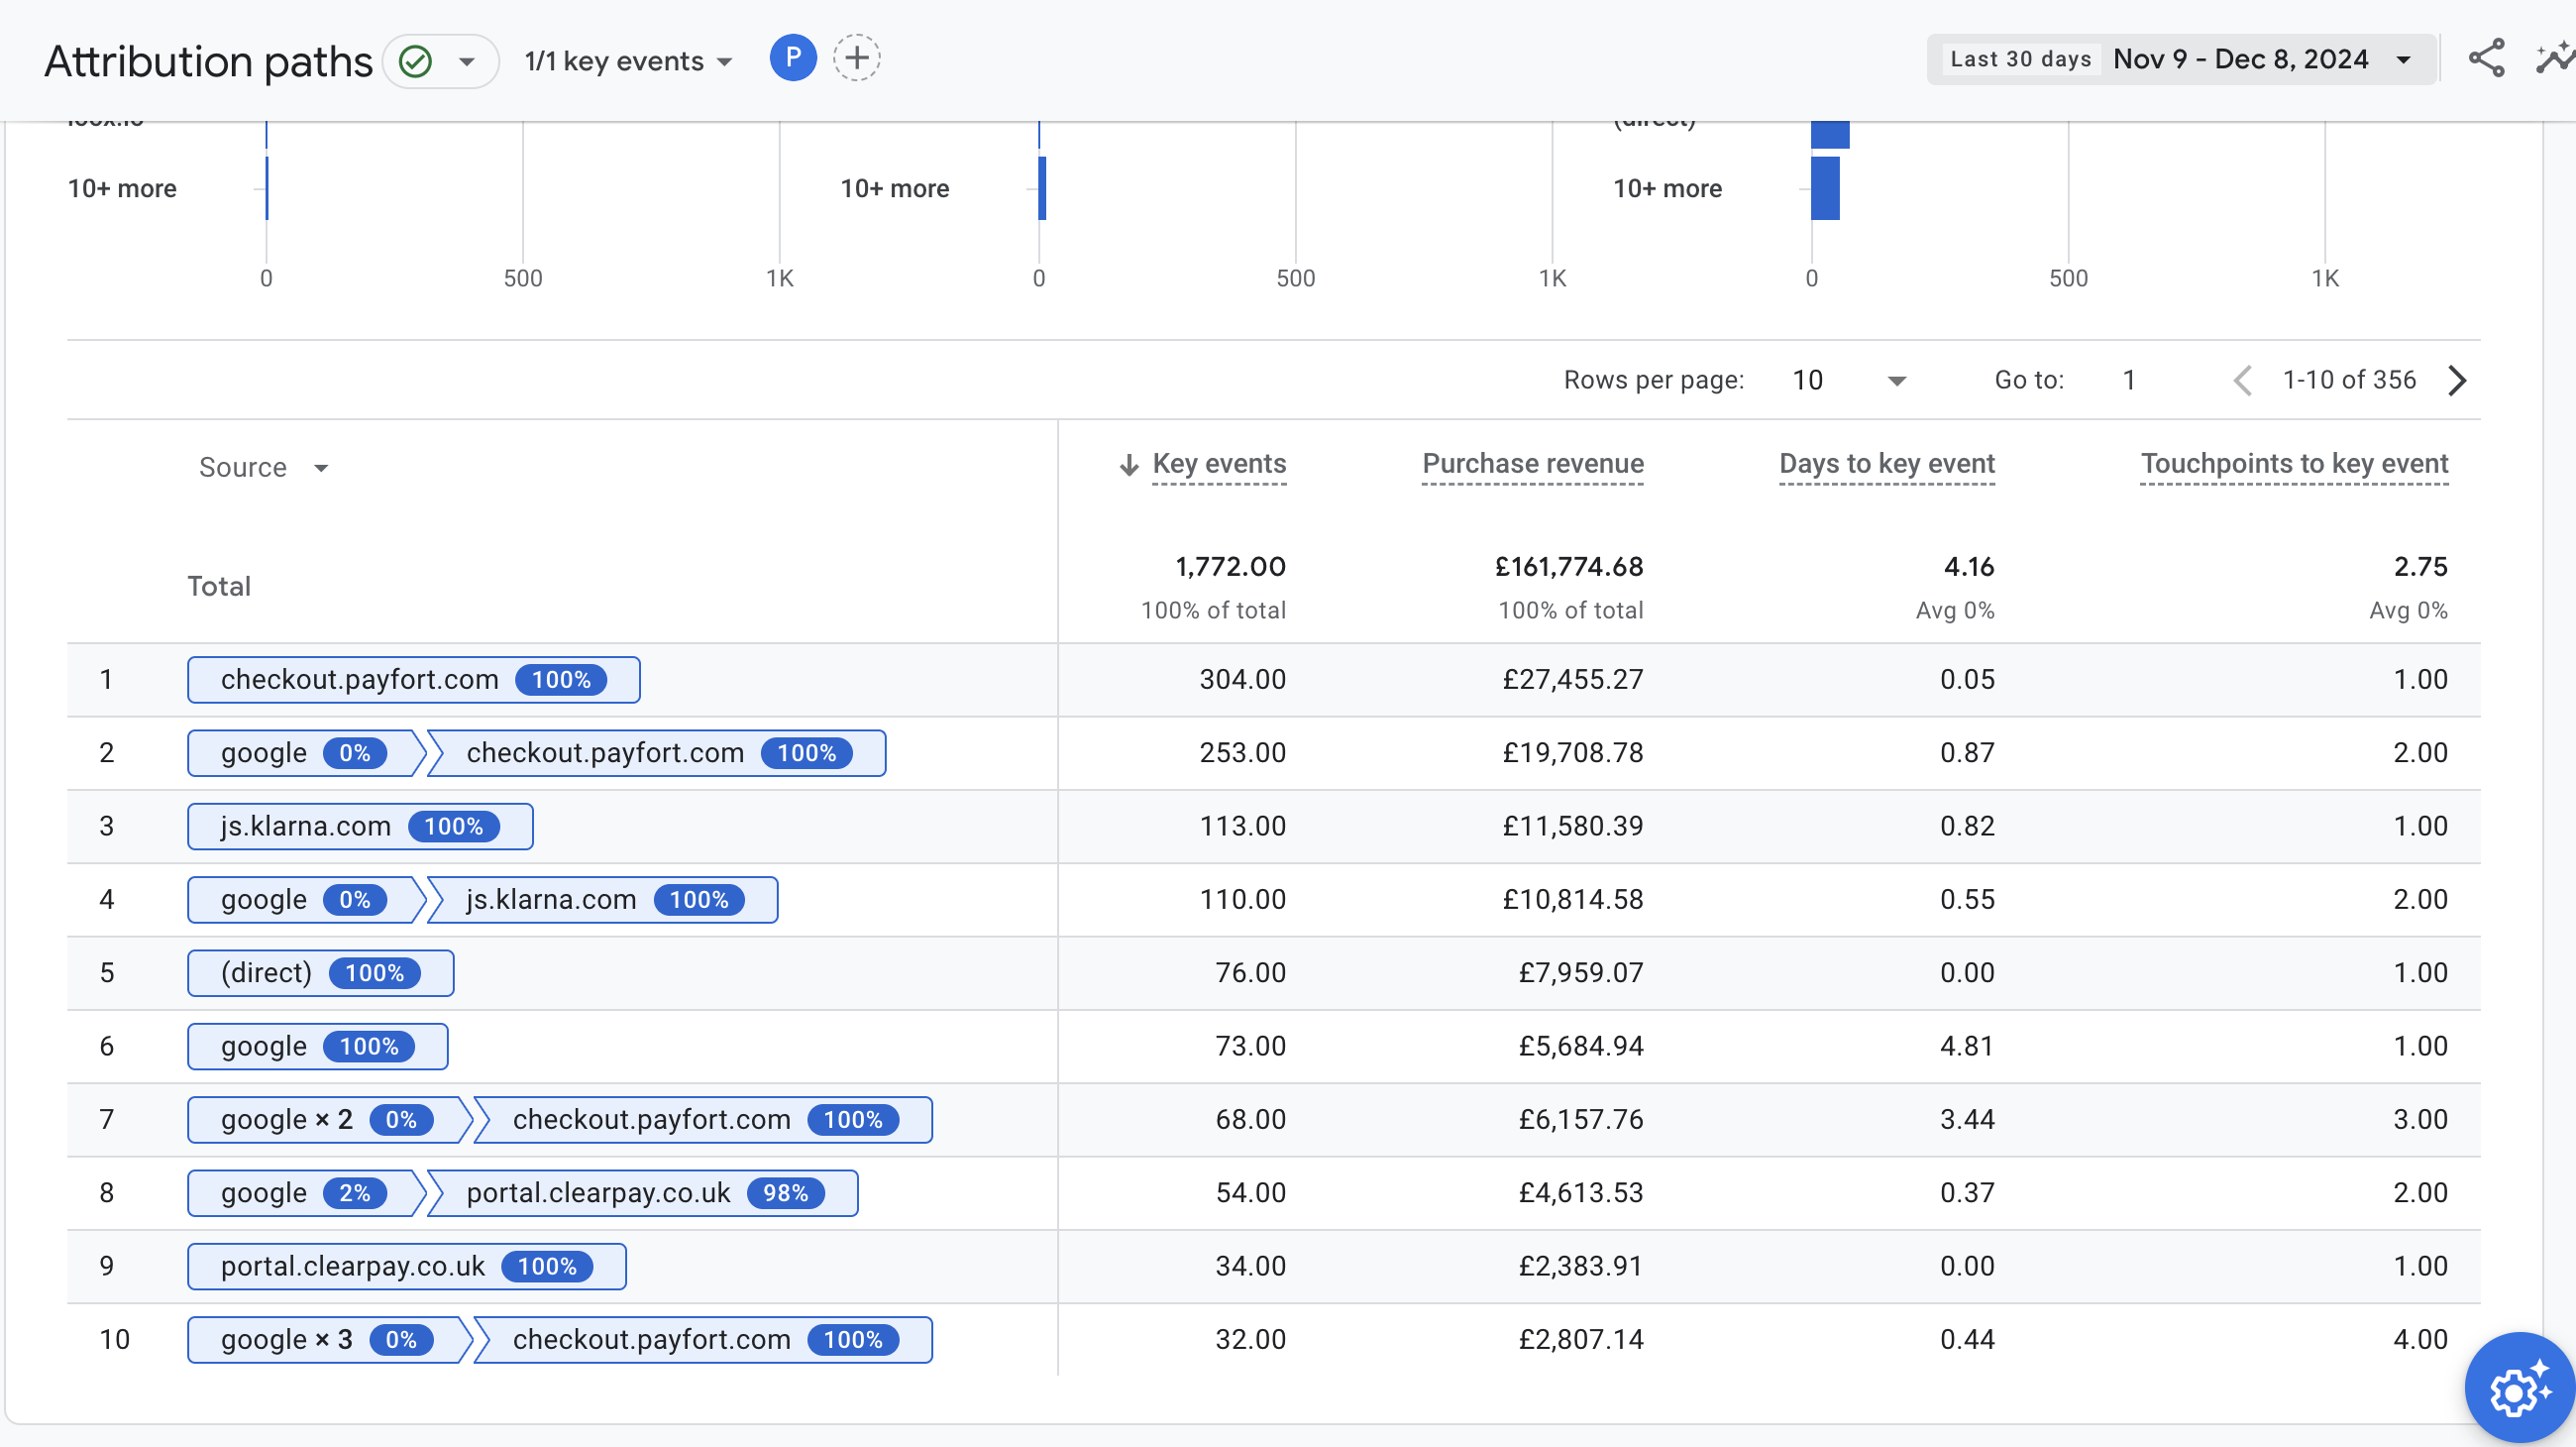 Attribution paths 1/1 key events P Last 30 days Nov 9 - Dec 8, 2024
(direct)
10+ more 10+ more 10+ more
0 500 1K 0 500 1K 0 500 1K
Rows per page: 10 Go to: 1 1-10 of 356
Source Key events Purchase revenue Days to key event Touchpoints to key event
Total 1,772.00 £161,774.68 4.16 2.75
100% of total 100% of total Avg 0% Avg 0%
1 checkout.payfort.com 100% 304.00 £27,455.27 0.05 1.00
2 google 0% checkout.payfort.com 100% 253.00 £19,708.78 0.87 2.00
3 js.klarna.com 100% 113.00 £11,580.39 0.82 1.00
4 google 0% js.klarna.com 100% 110.00 £10,814.58 0.55 2.00
5 (direct) 100% 76.00 £7,959.07 0.00 1.00
6 google 100% 73.00 £5,684.94 4.81 1.00
7 google × 2 0% checkout.payfort.com 100% 68.00 £6,157.76 3.44 3.00
8 google 2% portal.clearpay.co.uk 98% 54.00 £4,613.53 0.37 2.00
9 portal.clearpay.co.uk 100% 34.00 £2,383.91 0.00 1.00
10 google × 3 0% checkout.payfort.com 100% 32.00 £2,807.14 0.44 4.00